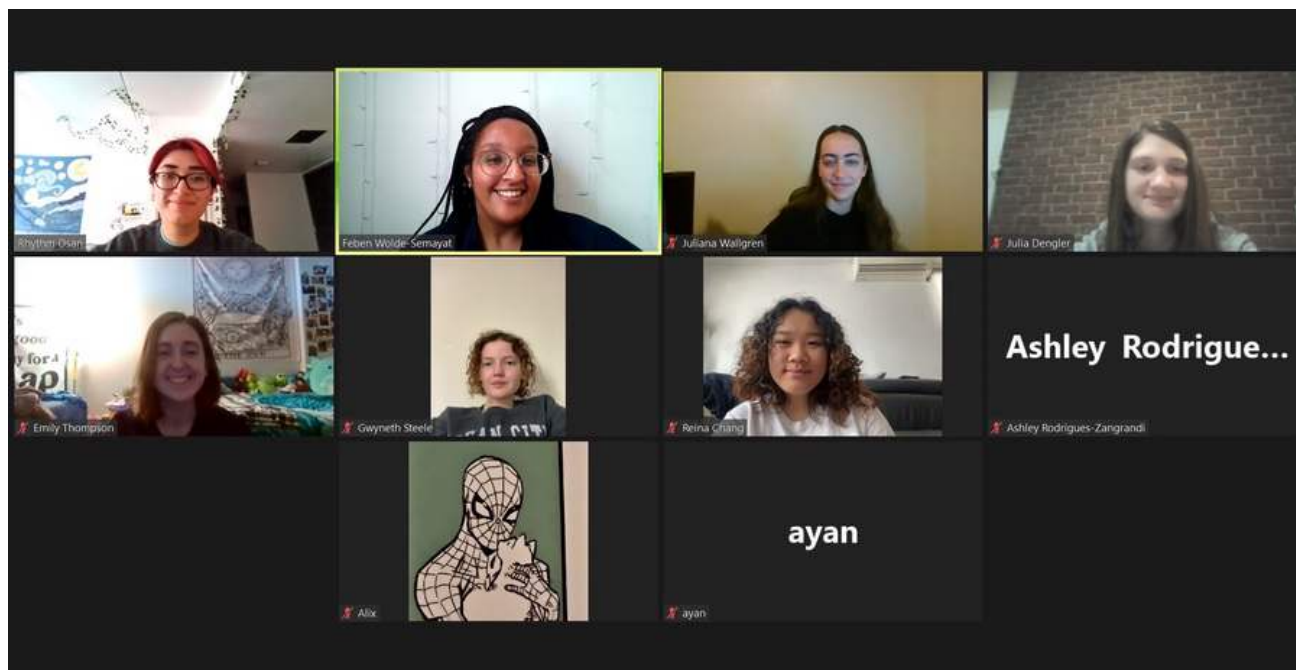 Rhythm Osan
Feben Wolde-Semayat
Juliana Wallgren
Julia Dengler
Emily Thompson
Gwyneth Steele
Reina Chang
Ashley Rodrigue...
Ashley Rodrigues-Zangrandi
Alix
ayan
ayan